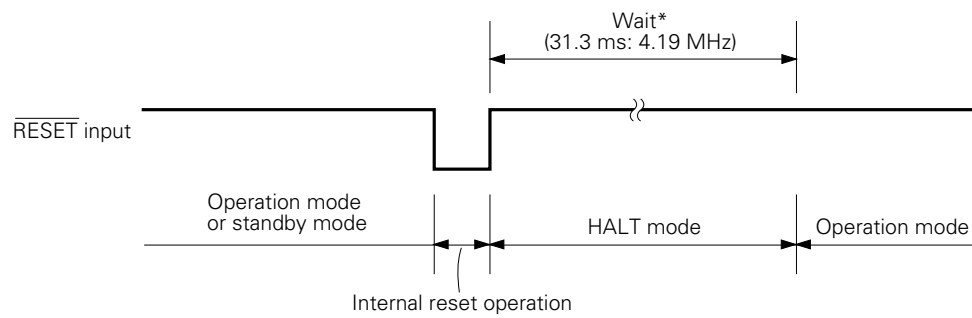 Wait*
(31.3 ms: 4.19 MHz)
RESET input
Operation mode
or standby mode
HALT mode
Operation mode
Internal reset operation